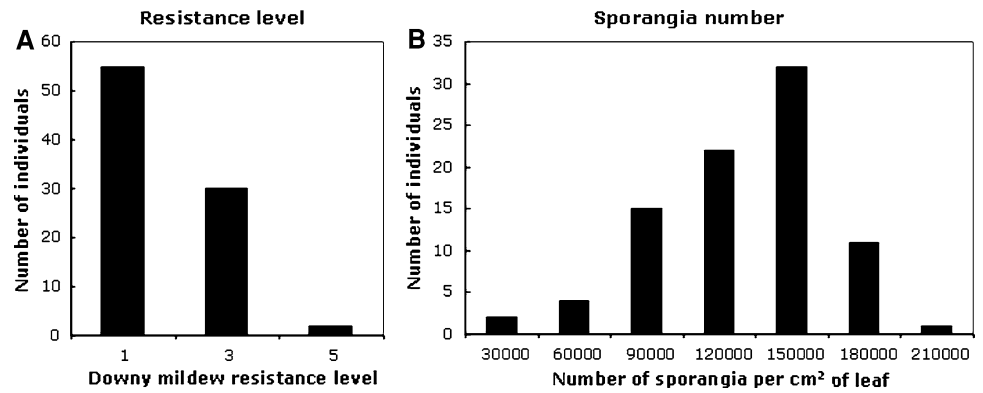 Resistance level
A
60
50
40
30
20
10
0
Number of individuals
1 3 5
Downy mildew resistance level
Sporangia number
B
35
30
25
20
15
10
5
0
Number of individuals
30000 60000 90000 120000 150000 180000 210000
Number of sporangia per cm² of leaf